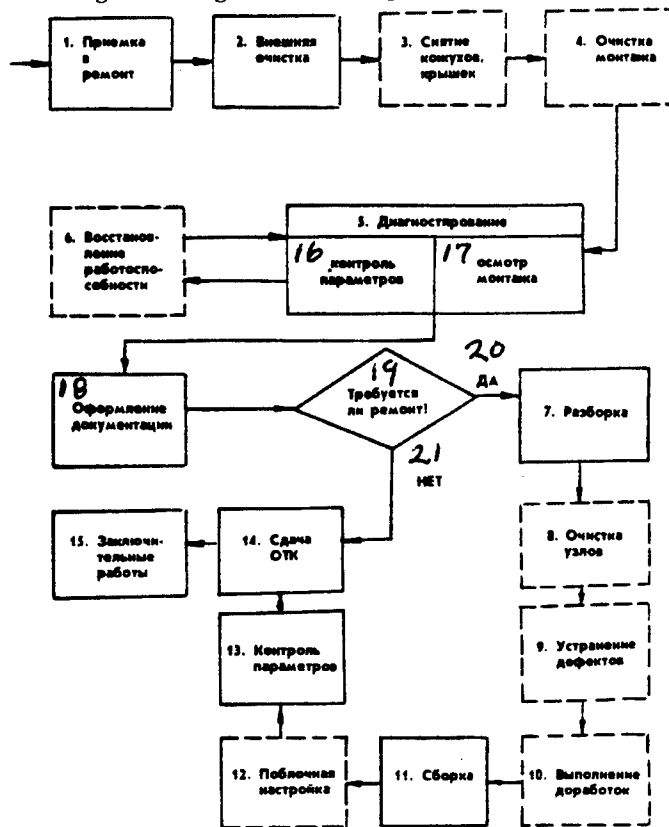 1. Приемка
в
ремонт
2. Внешняя
очистка
3. Снятие
кожухов,
крышек
4. Очистка
монтажа
5. Диагностирование
6. Восстанов-
ление
работоспо-
собности
16
контроль
параметров
17
осмотр
монтажа
18
Оформление
документации
19
Требуется
ли ремонт!
20
ДА
21
НЕТ
7. Разборка
8. Очистка
узлов
9. Устранение
дефектов
10. Выполнение
доработок
11. Сборка
12. Поблочная
настройка
13. Контроль
параметров
14. Сдача
ОТК
15. Заключи-
тельные
работы